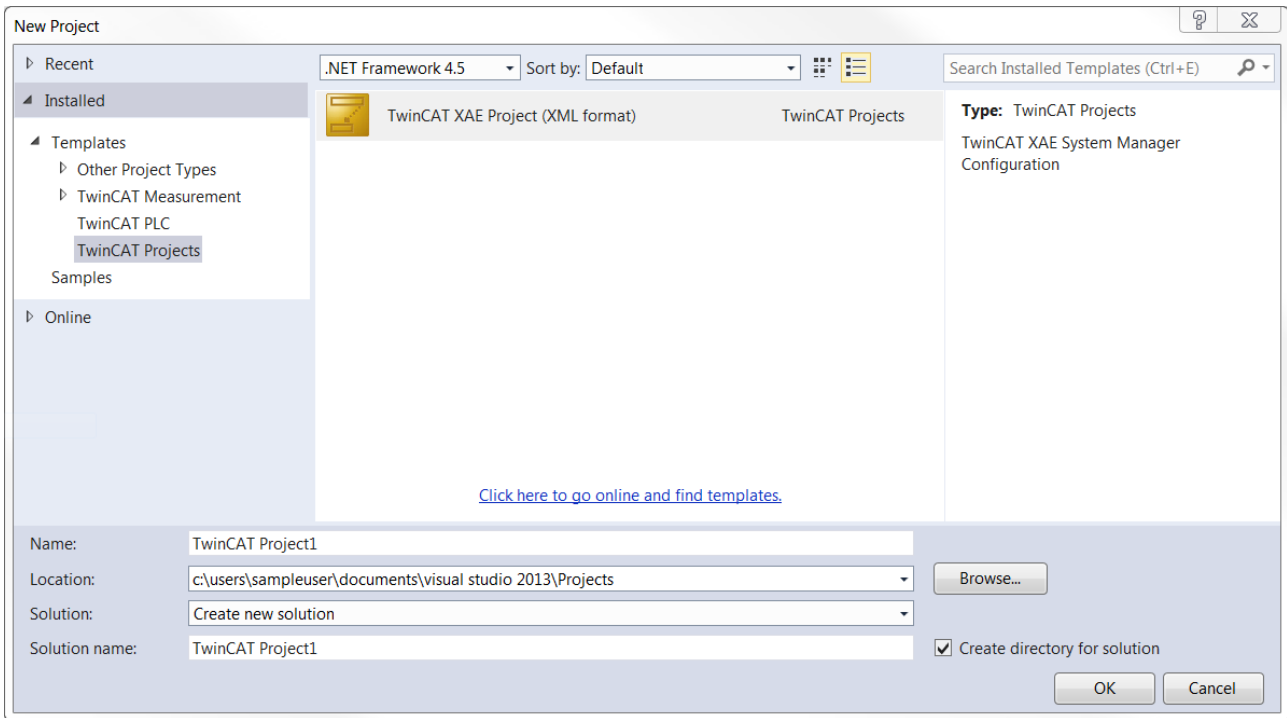 New Project
Recent
.NET Framework 4.5 Sort by: Default Search Installed Templates (Ctrl+E)
Installed
Templates
Other Project Types
TwinCAT Measurement
TwinCAT PLC
TwinCAT Projects
Samples
Online
TwinCAT XAE Project (XML format) TwinCAT Projects
Type: TwinCAT Projects
TwinCAT XAE System Manager
Configuration
Click here to go online and find templates.
Name: TwinCAT Project1
Location: c:\users\sampleuser\documents\visual studio 2013\Projects Browse...
Solution: Create new solution
Solution name: TwinCAT Project1 Create directory for solution
OK Cancel